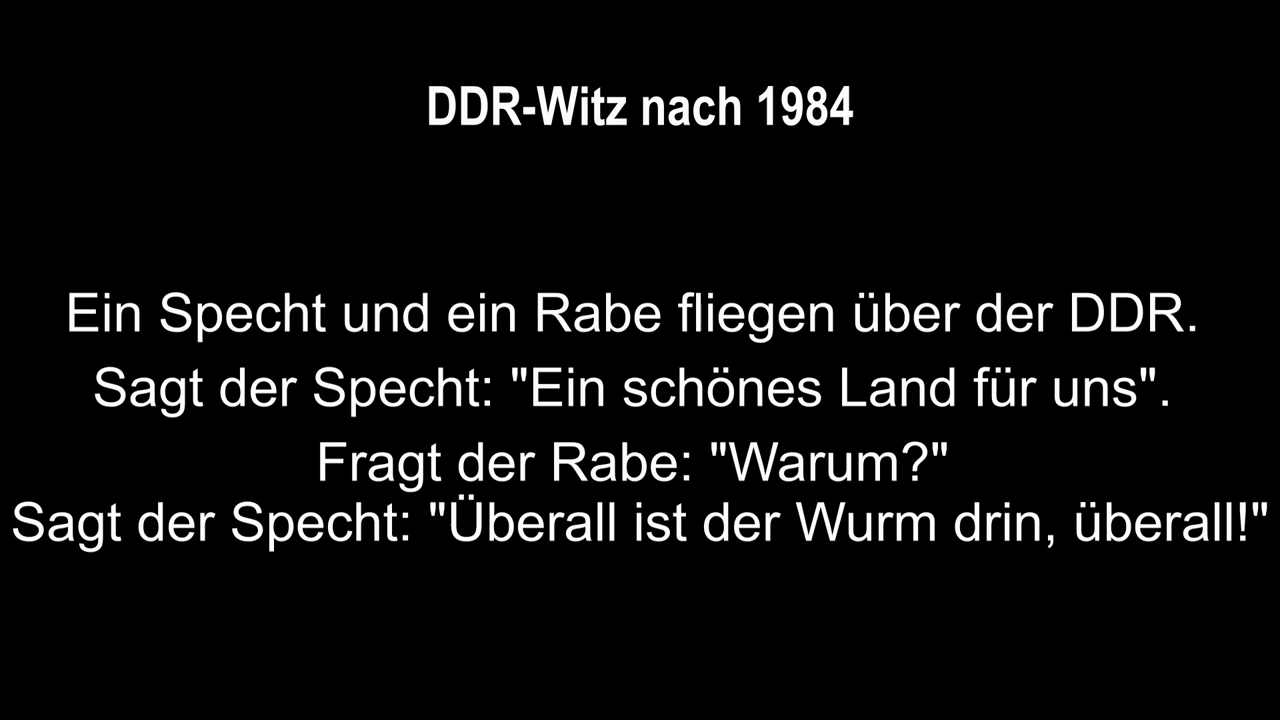 DDR-Witz nach 1984
Ein Specht und ein Rabe fliegen über der DDR.
Sagt der Specht: "Ein schönes Land für uns".
Fragt der Rabe: "Warum?"
Sagt der Specht: "Überall ist der Wurm drin, überall!"